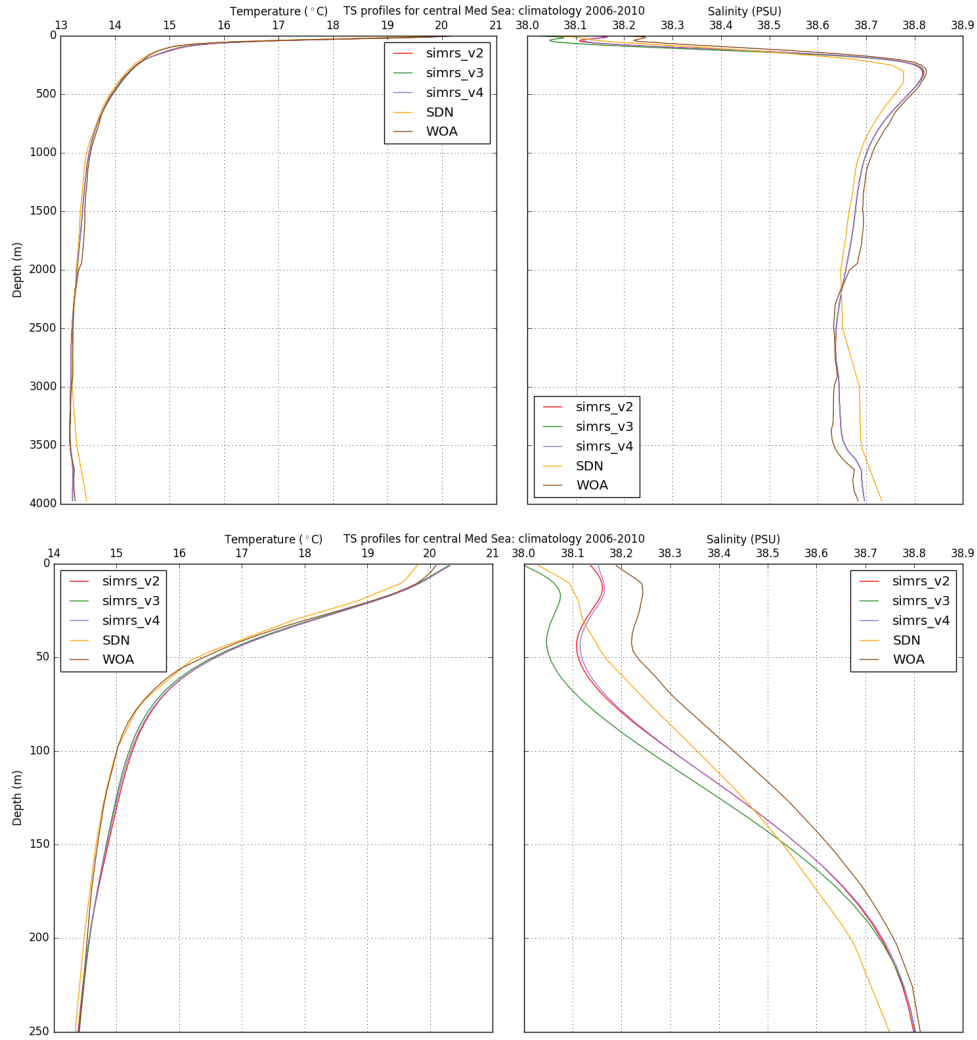 Temperature (°C) TS profiles for central Med Sea: climatology 2006-2010 Salinity (PSU)
13 14 15 16 17 18 19 20 21 38.0 38.1 38.2 38.3 38.4 38.5 38.6 38.7 38.8 38.9
0
500
1000
1500
2000
2500
3000
3500
4000
Depth (m)
simrs_v2
simrs_v3
simrs_v4
SDN
WOA
simrs_v2
simrs_v3
simrs_v4
SDN
WOA
Temperature (°C) TS profiles for central Med Sea: climatology 2006-2010 Salinity (PSU)
14 15 16 17 18 19 20 21 38.0 38.1 38.2 38.3 38.4 38.5 38.6 38.7 38.8 38.9
0
50
100
150
200
250
Depth (m)
simrs_v2
simrs_v3
simrs_v4
SDN
WOA
simrs_v2
simrs_v3
simrs_v4
SDN
WOA